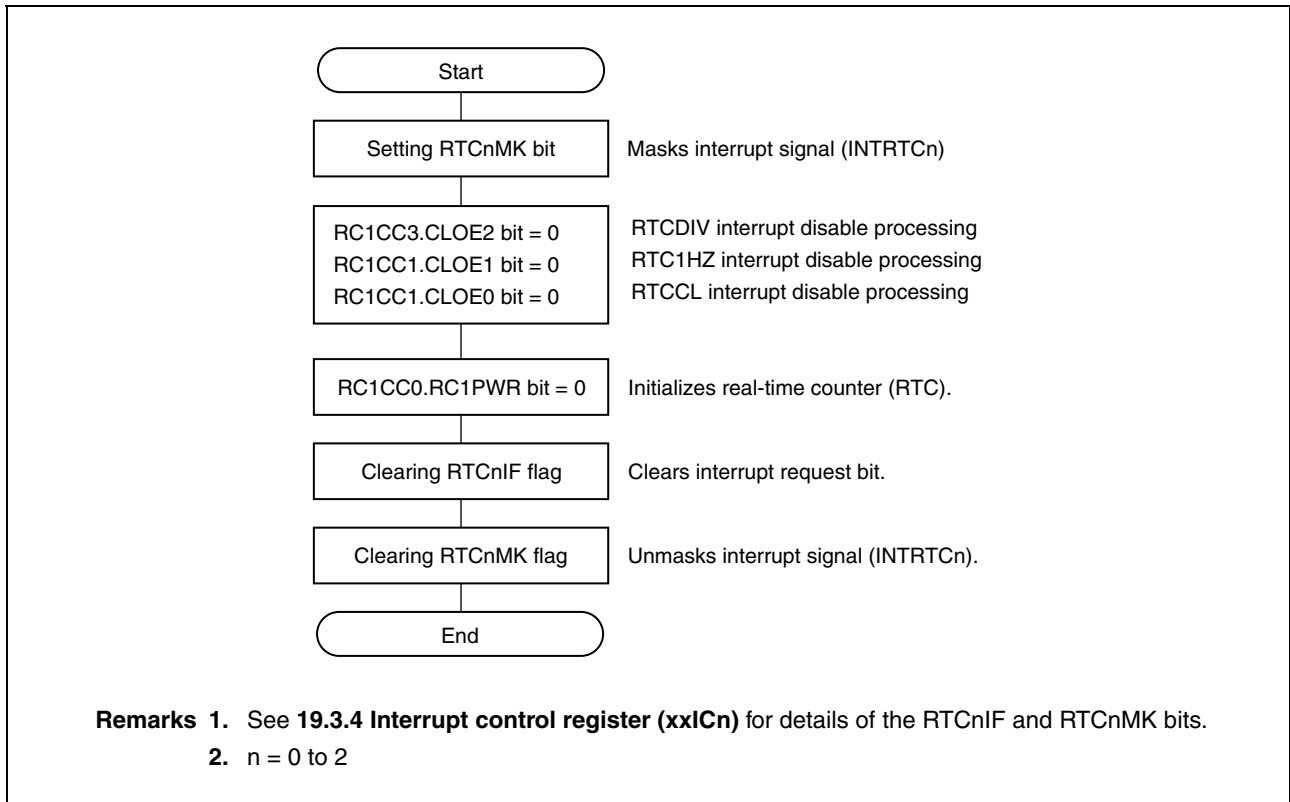 Start
Setting RTCnMK bit Masks interrupt signal (INTRTCn)
RC1CC3.CLOE2 bit = 0 RTCDIV interrupt disable processing
RC1CC1.CLOE1 bit = 0 RTC1HZ interrupt disable processing
RC1CC1.CLOE0 bit = 0 RTCCL interrupt disable processing
RC1CC0.RC1PWR bit = 0 Initializes real-time counter (RTC).
Clearing RTCnIF flag Clears interrupt request bit.
Clearing RTCnMK flag Unmasks interrupt signal (INTRTCn).
End
Remarks 1. See 19.3.4 Interrupt control register (xxICn) for details of the RTCnIF and RTCnMK bits.
2. n = 0 to 2